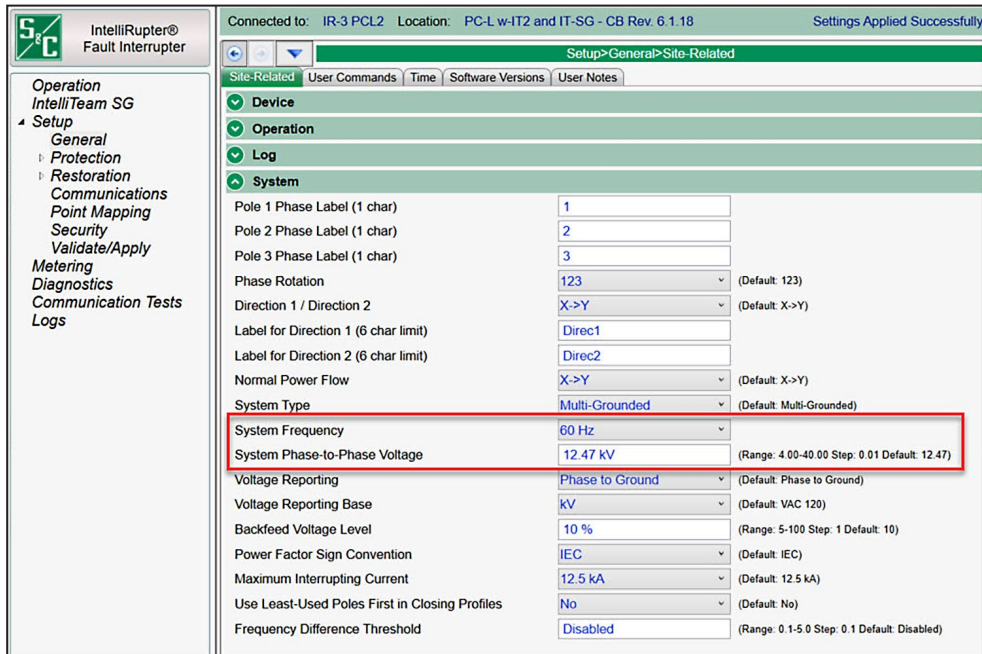 S&C
IntelliRupter®
Fault Interrupter
Connected to: IR-3 PCL2 Location: PC-L w-IT2 and IT-SG - CB Rev. 6.1.18 Settings Applied Successfully
Setup>General>Site-Related
Site-Related User Commands Time Software Versions User Notes
Operation
IntelliTeam SG
Setup
General
Protection
Restoration
Communications
Point Mapping
Security
Validate/Apply
Metering
Diagnostics
Communication Tests
Logs
Device
Operation
Log
System
Pole 1 Phase Label (1 char) 1
Pole 2 Phase Label (1 char) 2
Pole 3 Phase Label (1 char) 3
Phase Rotation 123 (Default: 123)
Direction 1 / Direction 2 X->Y (Default: X->Y)
Label for Direction 1 (6 char limit) Direc1
Label for Direction 2 (6 char limit) Direc2
Normal Power Flow X->Y (Default: X->Y)
System Type Multi-Grounded (Default: Multi-Grounded)
System Frequency 60 Hz
System Phase-to-Phase Voltage 12.47 kV (Range: 4.00-40.00 Step: 0.01 Default: 12.47)
Voltage Reporting Phase to Ground (Default: Phase to Ground)
Voltage Reporting Base kV (Default: VAC 120)
Backfeed Voltage Level 10 % (Range: 5-100 Step: 1 Default: 10)
Power Factor Sign Convention IEC (Default: IEC)
Maximum Interrupting Current 12.5 kA (Default: 12.5 kA)
Use Least-Used Poles First in Closing Profiles No (Default: No)
Frequency Difference Threshold Disabled (Range: 0.1-5.0 Step: 0.1 Default: Disabled)